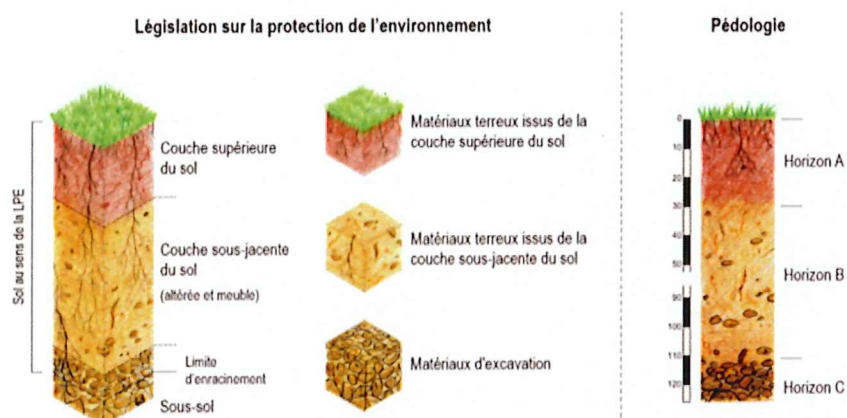 Législation sur la protection de l'environnement
Sol au sens de la LPE
Couche supérieure
du sol
Couche sous-jacente
du sol
(altérée et meuble)
Limite
d'enracinement
Sous-sol
Matériaux terreux issus de la
couche supérieure du sol
Matériaux terreux issus de la
couche sous-jacente du sol
Matériaux d'excavation
Pédologie
0
10
20
30
40
50
90
100
110
120
Horizon A
Horizon B
Horizon C